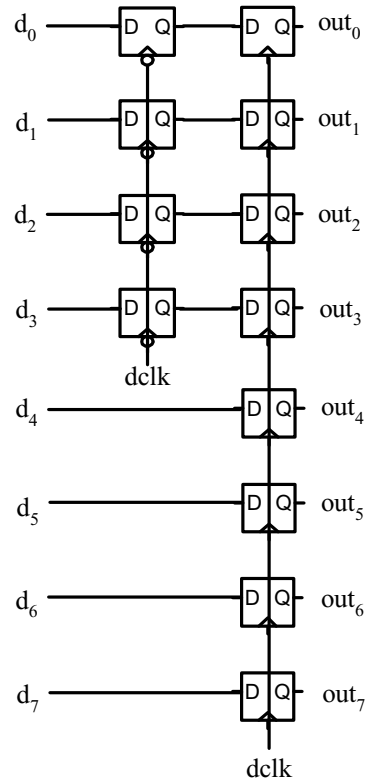 d₀ D Q D Q out₀
d₁ D Q D Q out₁
d₂ D Q D Q out₂
d₃ D Q D Q out₃
dclk
d₄ D Q out₄
d₅ D Q out₅
d₆ D Q out₆
d₇ D Q out₇
dclk